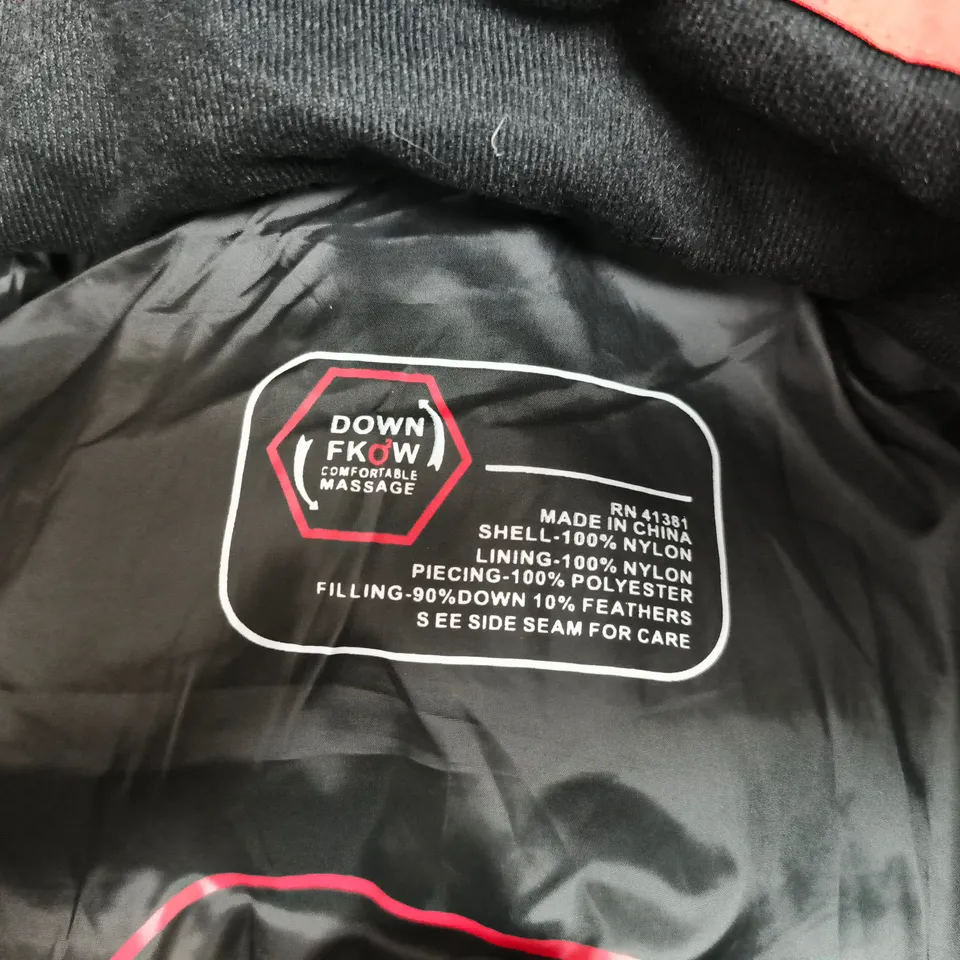 DOWN
FKOW
COMFORTABLE
MASSAGE
RN 41381
MADE IN CHINA
SHELL-100% NYLON
LINING-100% NYLON
PIECING-100% POLYESTER
FILLING-90%DOWN 10% FEATHERS
SEE SIDE SEAM FOR CARE